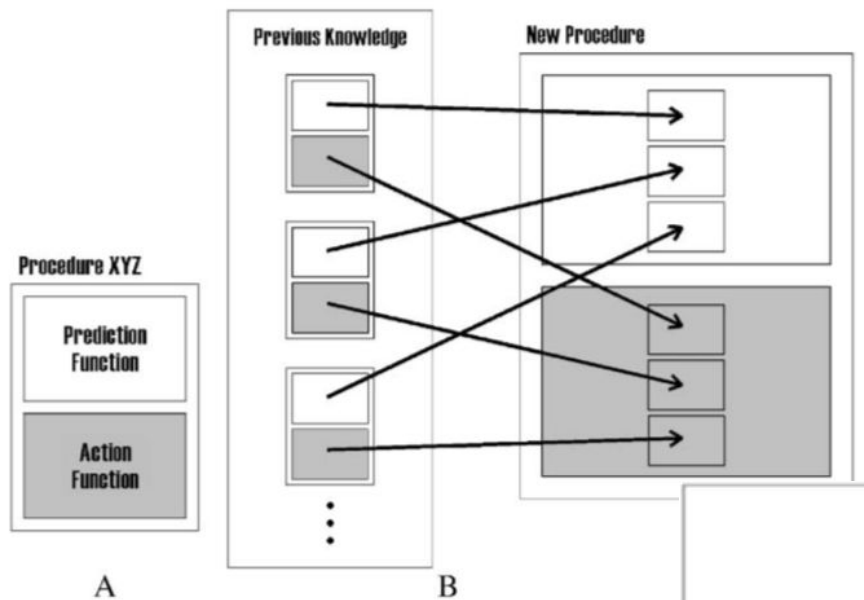 Previous Knowledge
New Procedure
Procedure XYZ
Prediction
Function
Action
Function
A
B